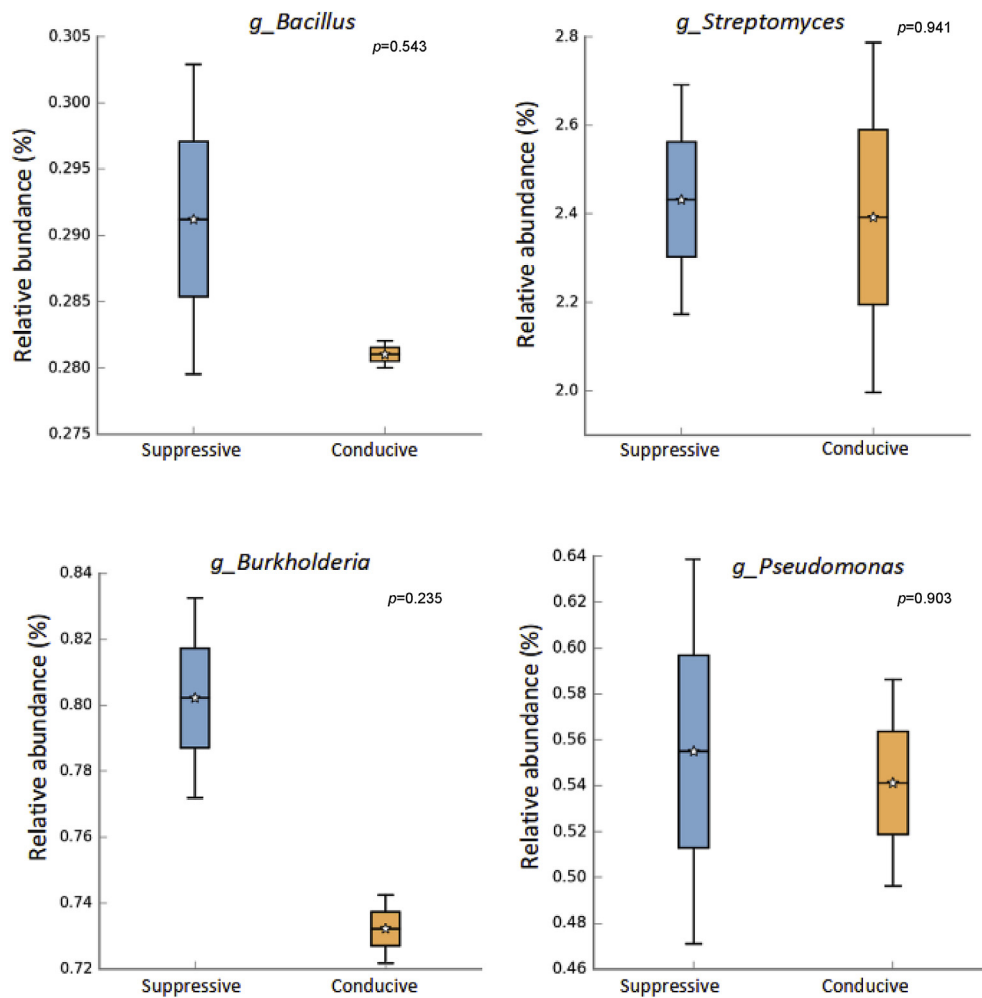 g_Bacillus
p=0.543
Relative bundance (%)
0.305
0.300
0.295
0.290
0.285
0.280
0.275
Suppressive
Conducive
g_Streptomyces
p=0.941
Relative abundance (%)
2.8
2.6
2.4
2.2
2.0
Suppressive
Conducive
g_Burkholderia
p=0.235
Relative abundance (%)
0.84
0.82
0.80
0.78
0.76
0.74
0.72
Suppressive
Conducive
g_Pseudomonas
p=0.903
Relative abundance (%)
0.64
0.62
0.60
0.58
0.56
0.54
0.52
0.50
0.48
0.46
Suppressive
Conducive